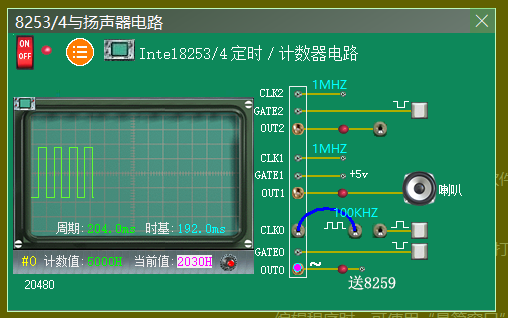 8253/4与扬声器电路
ON
OFF
Intel8253/4 定时 / 计数器电路
CLK2
1MHZ
GATE2
OUT2
CLK1
1MHZ
GATE1
+5v
OUT1
喇叭
100KHZ
CLK0
GATE0
OUT0
~
送8259
周期:204.0ms 时基:192.0ms
#0 计数值:5000H 当前值:2030H
20480